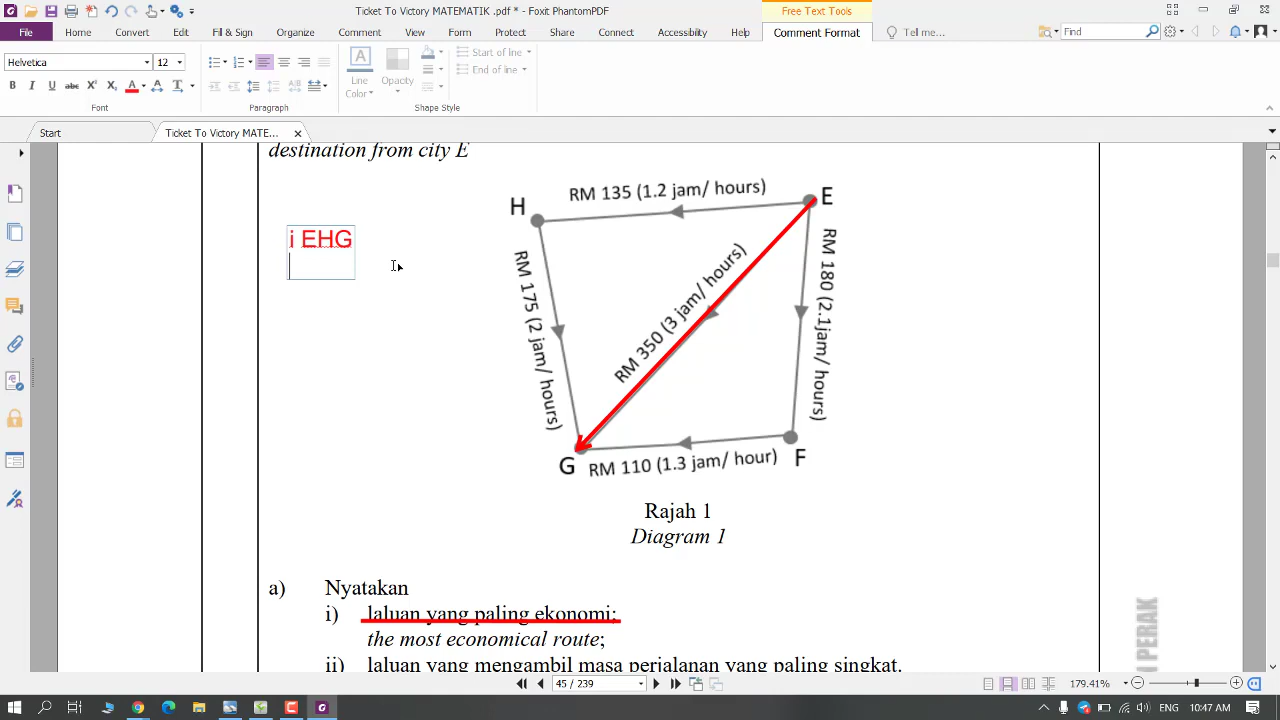 Ticket To Victory MATEMATIK .pdf * - Foxit PhantomPDF
Free Text Tools
File Home Convert Edit Fill & Sign Organize Comment View Form Protect Share Connect Accessibility Help Comment Format Tell me... Find
Helvetica 12
Line Color Opacity
Start of line
End of line
Font Paragraph Shape Style
Start Ticket To Victory MATE...
destination from city E
RM 135 (1.2 jam/ hours)
H
E
i EHG
RM 175 (2 jam/ hours)
RM 350 (3 jam/ hours)
RM 180 (2.1jam/ hours)
G
RM 110 (1.3 jam/ hour)
F
Rajah 1
Diagram 1
a) Nyatakan
i) laluan yang paling ekonomi;
the most economical route;
ii) laluan yang mengambil masa perjalanan yang paling singkat.
45 / 239
179.41%
ENG 10:47 AM